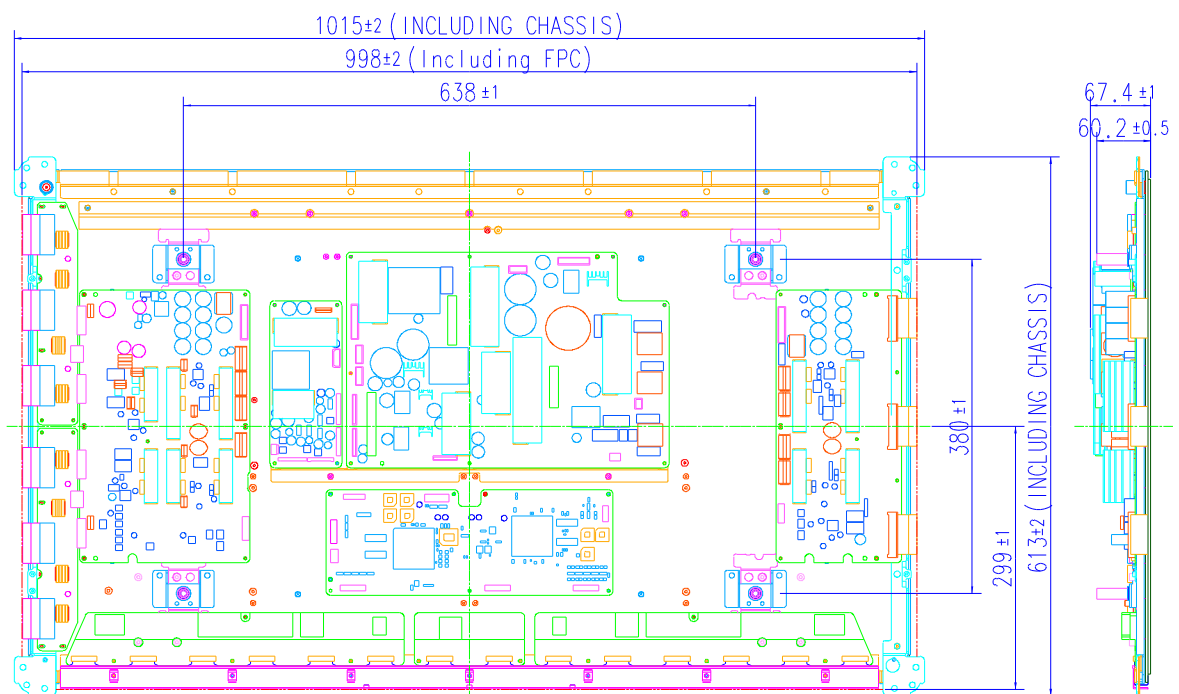 1015±2 (INCLUDING CHASSIS)
998±2 (Including FPC)
638 ±1
67.4 ±1
60.2 ±0.5
380 ±1
299 ±1
613±2 (INCLUDING CHASSIS)